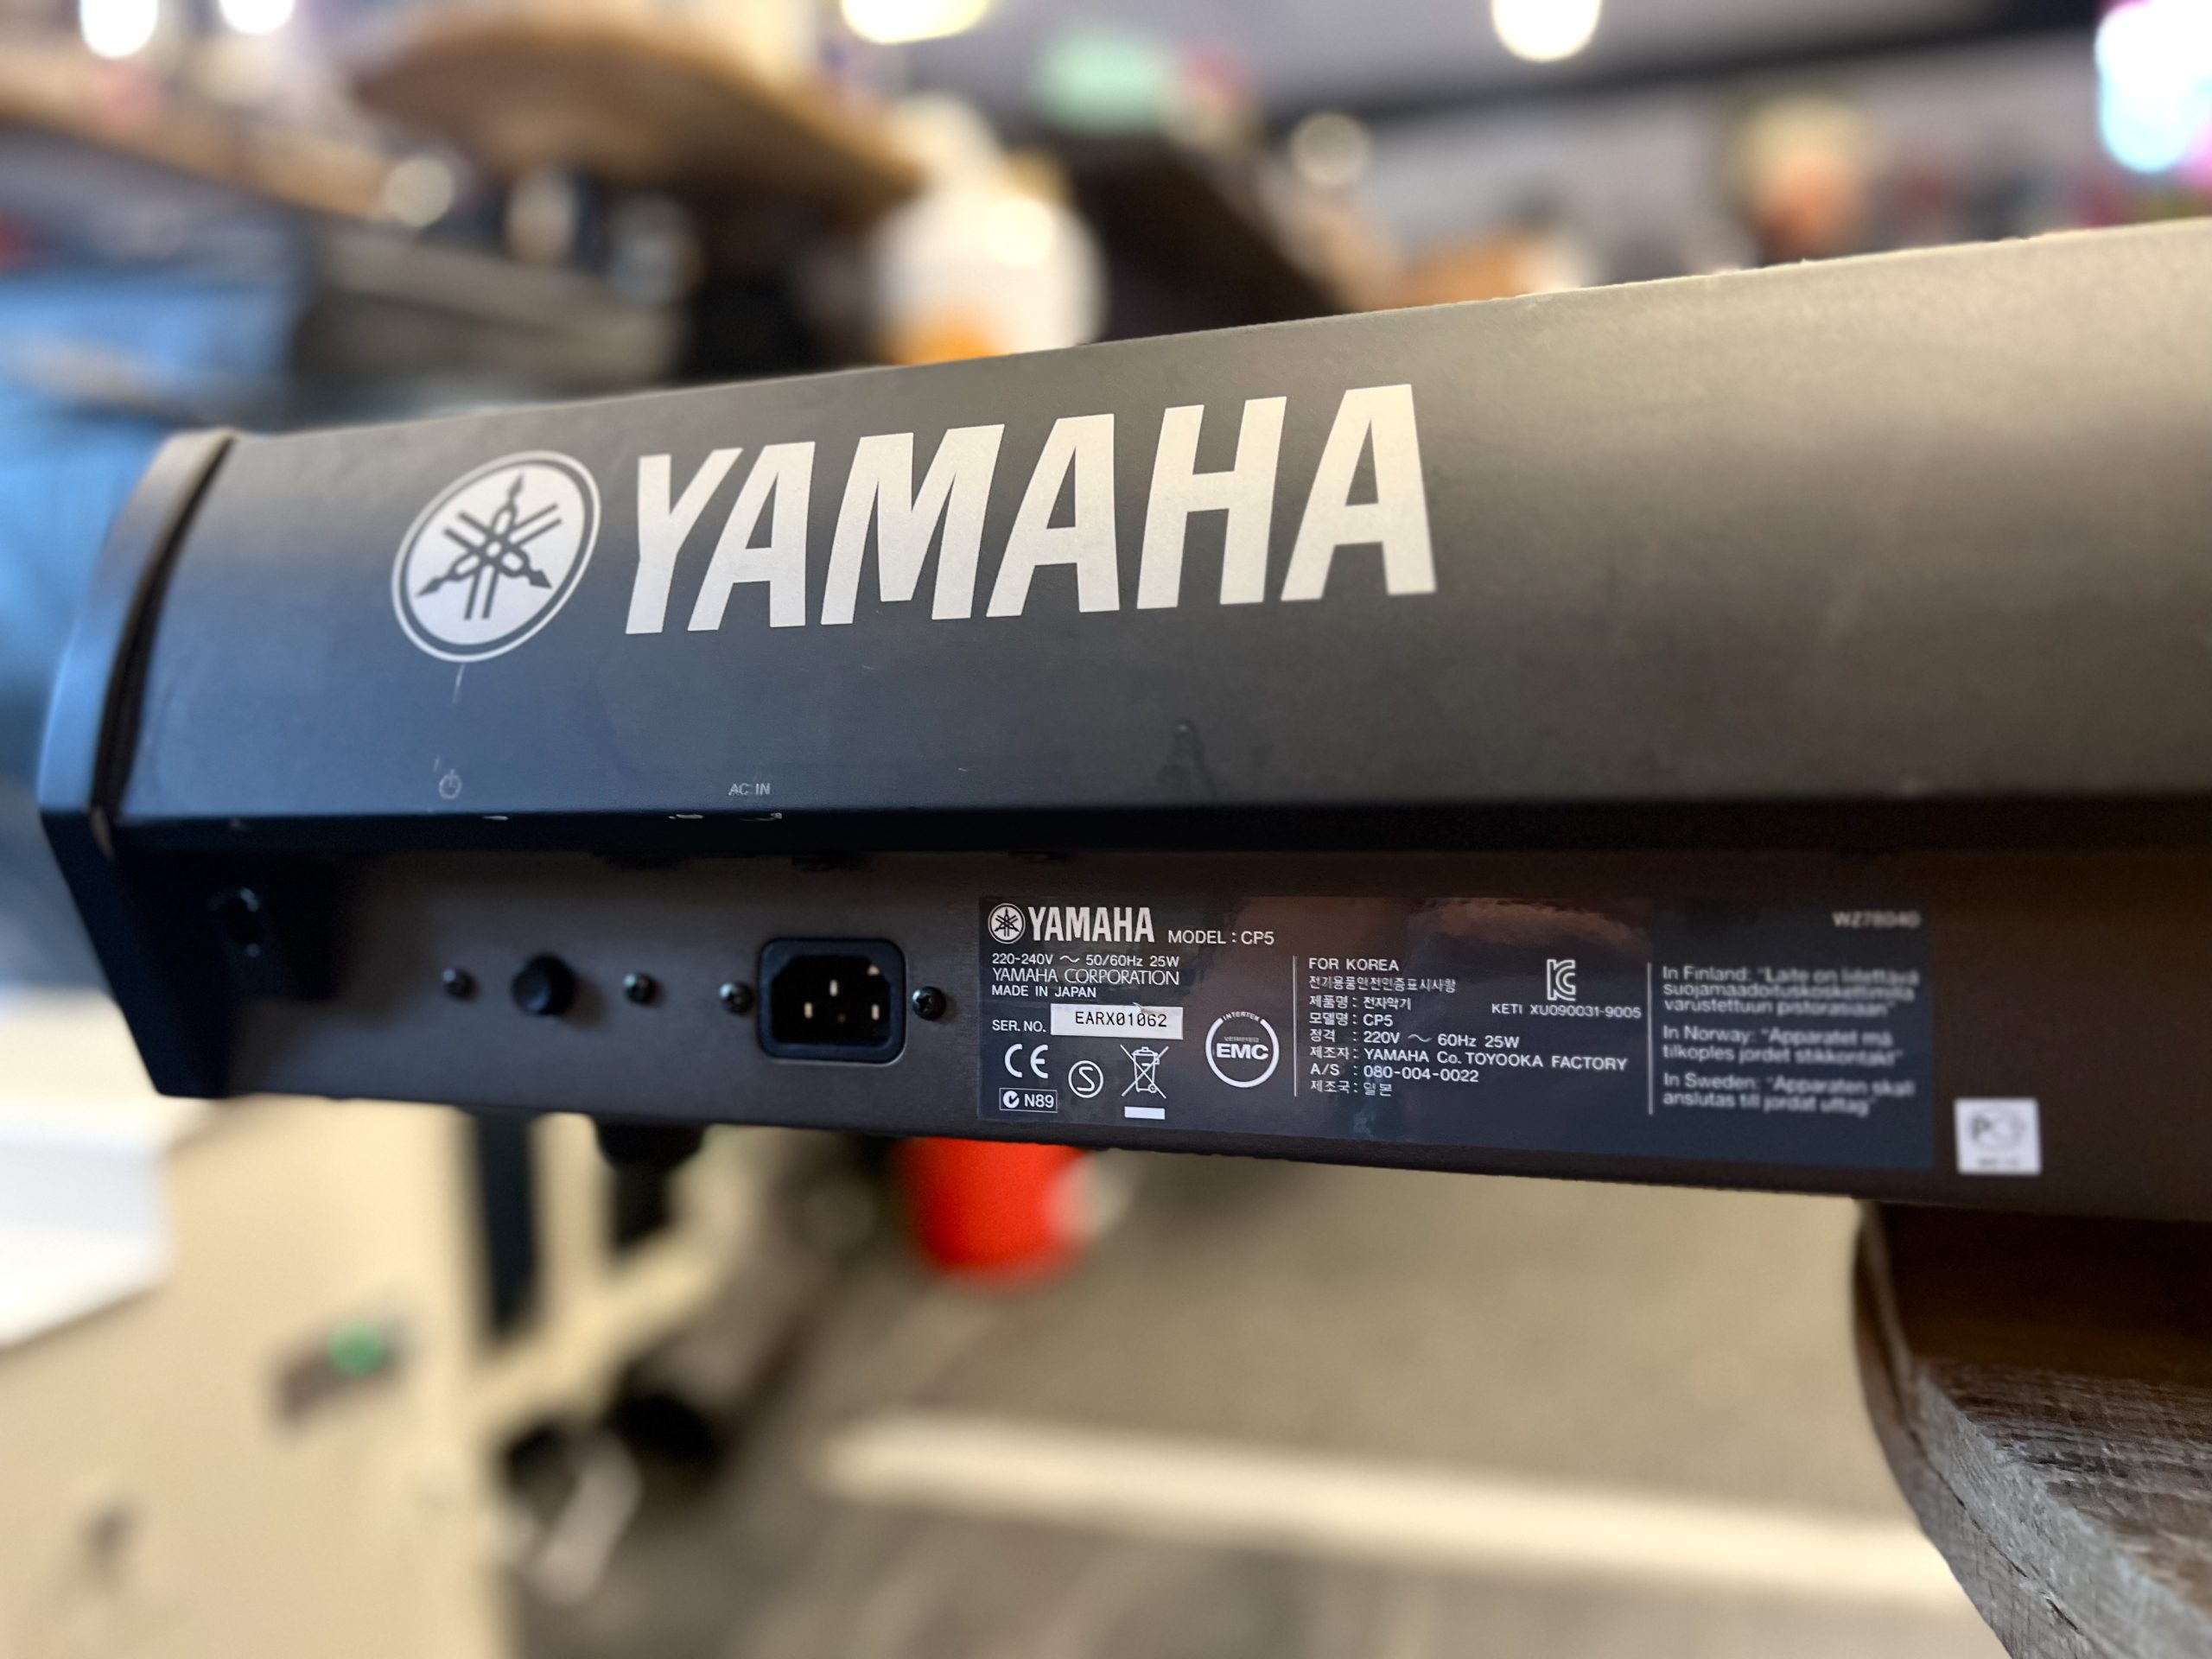 YAMAHA
AC IN
YAMAHA MODEL : CP5
220-240V ～ 50/60Hz 25W
YAMAHA CORPORATION
MADE IN JAPAN
SER. NO. EARX01062
CE
N89
INTERTEK
VERIFIED
EMC
FOR KOREA
전기용품안전인증표시사항
제품명 : 전자악기
모델명 : CP5
정격 : 220V ～ 60Hz 25W
제조자 : YAMAHA Co. TOYOOKA FACTORY
A/S : 080-004-0022
제조국 : 일본
KETI XU090031-9005
WZ78040
In Finland: "Laite on liitettävä
suojamaadoituskoskettimilla
varustettuun pistorasiaan"
In Norway: "Apparatet må
tilkoples jordet stikkontakt"
In Sweden: "Apparaten skall
anslutas till jordat uttag"